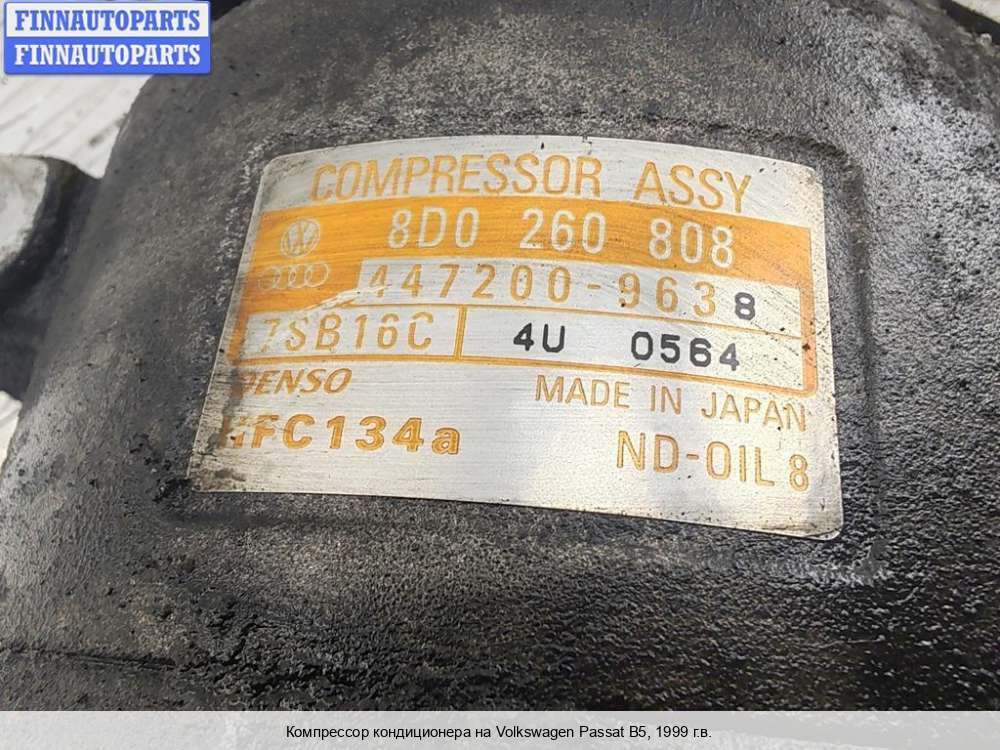 FINNAUTOPARTS
FINNAUTOPARTS
COMPRESSOR ASSY
8D0 260 808
447200-9638
7SB16C 4U 0564
DENSO MADE IN JAPAN
HFC134a ND-OIL 8
Компрессор кондиционера на Volkswagen Passat B5, 1999 г.в.